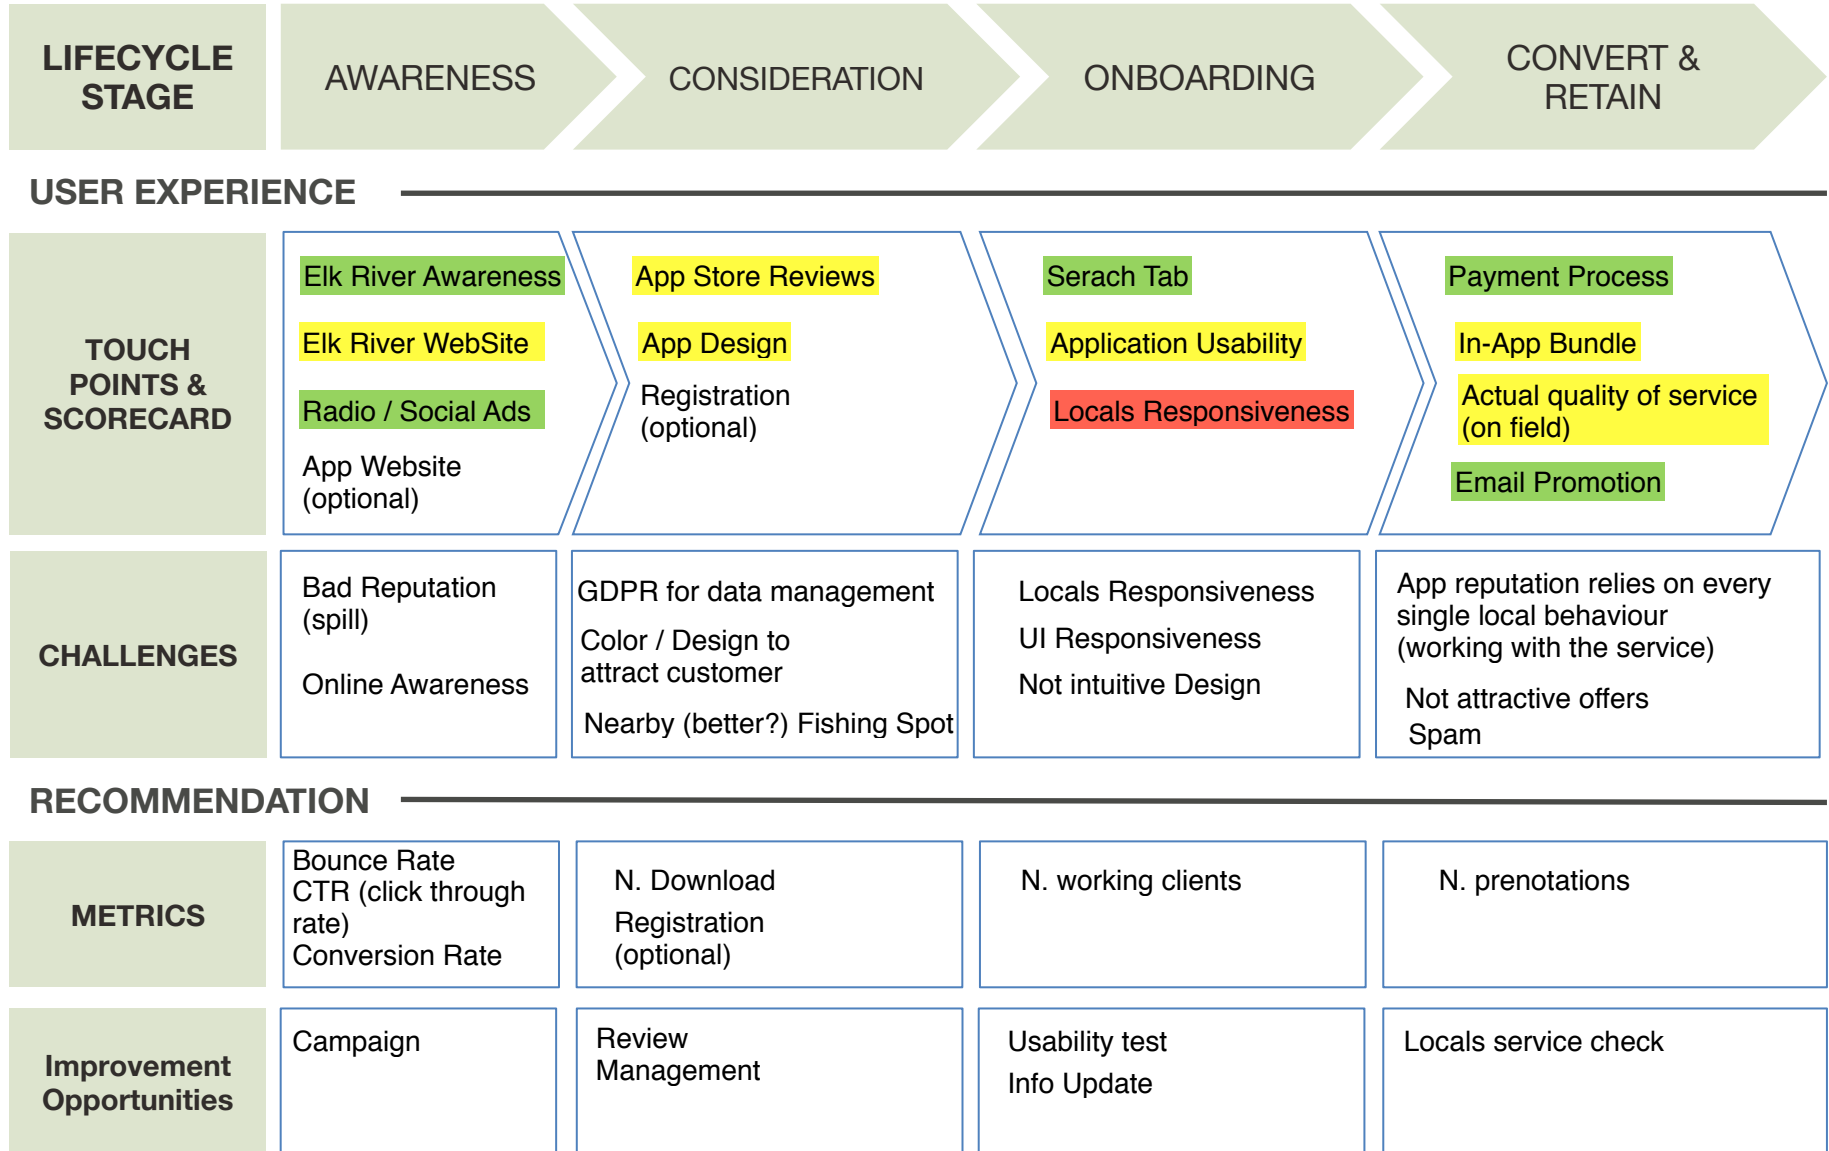 LIFECYCLE
STAGE
AWARENESS
CONSIDERATION
ONBOARDING
CONVERT &
RETAIN
USER EXPERIENCE
TOUCH
POINTS &
SCORECARD
Elk River Awareness
Elk River WebSite
Radio / Social Ads
App Website
(optional)
App Store Reviews
App Design
Registration
(optional)
Serach Tab
Application Usability
Locals Responsiveness
Payment Process
In-App Bundle
Actual quality of service
(on field)
Email Promotion
CHALLENGES
Bad Reputation
(spill)
Online Awareness
GDPR for data management
Color / Design to
attract customer
Nearby (better?) Fishing Spot
Locals Responsiveness
UI Responsiveness
Not intuitive Design
App reputation relies on every
single local behaviour
(working with the service)
Not attractive offers
Spam
RECOMMENDATION
METRICS
Bounce Rate
CTR (click through
rate)
Conversion Rate
N. Download
Registration
(optional)
N. working clients
N. prenotations
Improvement
Opportunities
Campaign
Review
Management
Usability test
Info Update
Locals service check